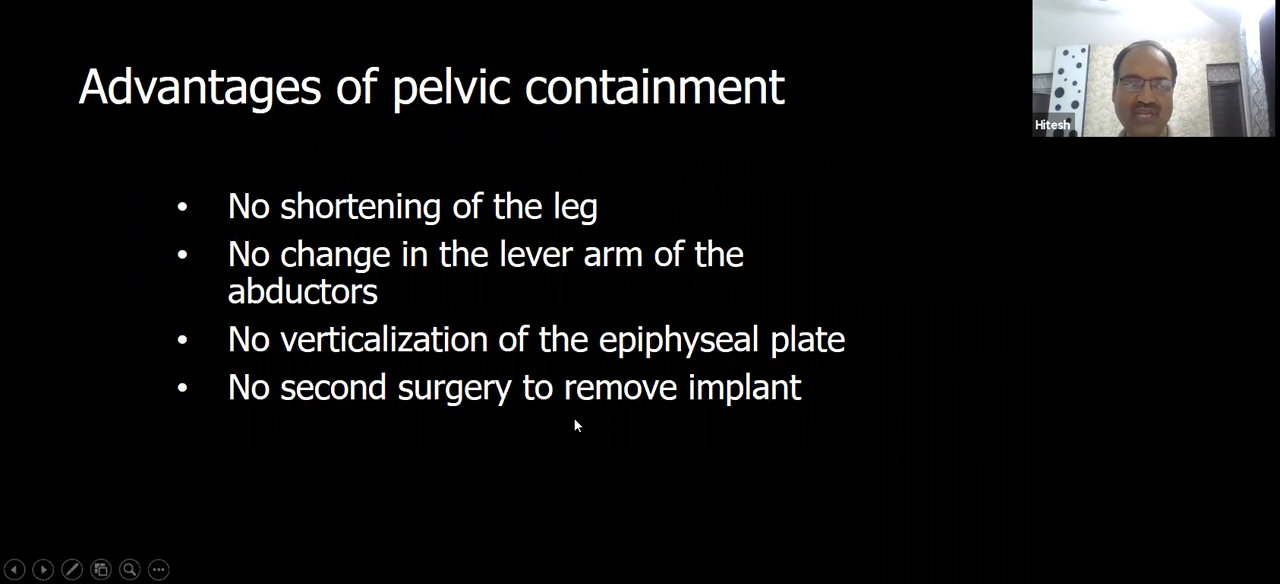 Advantages of pelvic containment
Hitesh
• No shortening of the leg
• No change in the lever arm of the
abductors
• No verticalization of the epiphyseal plate
• No second surgery to remove implant